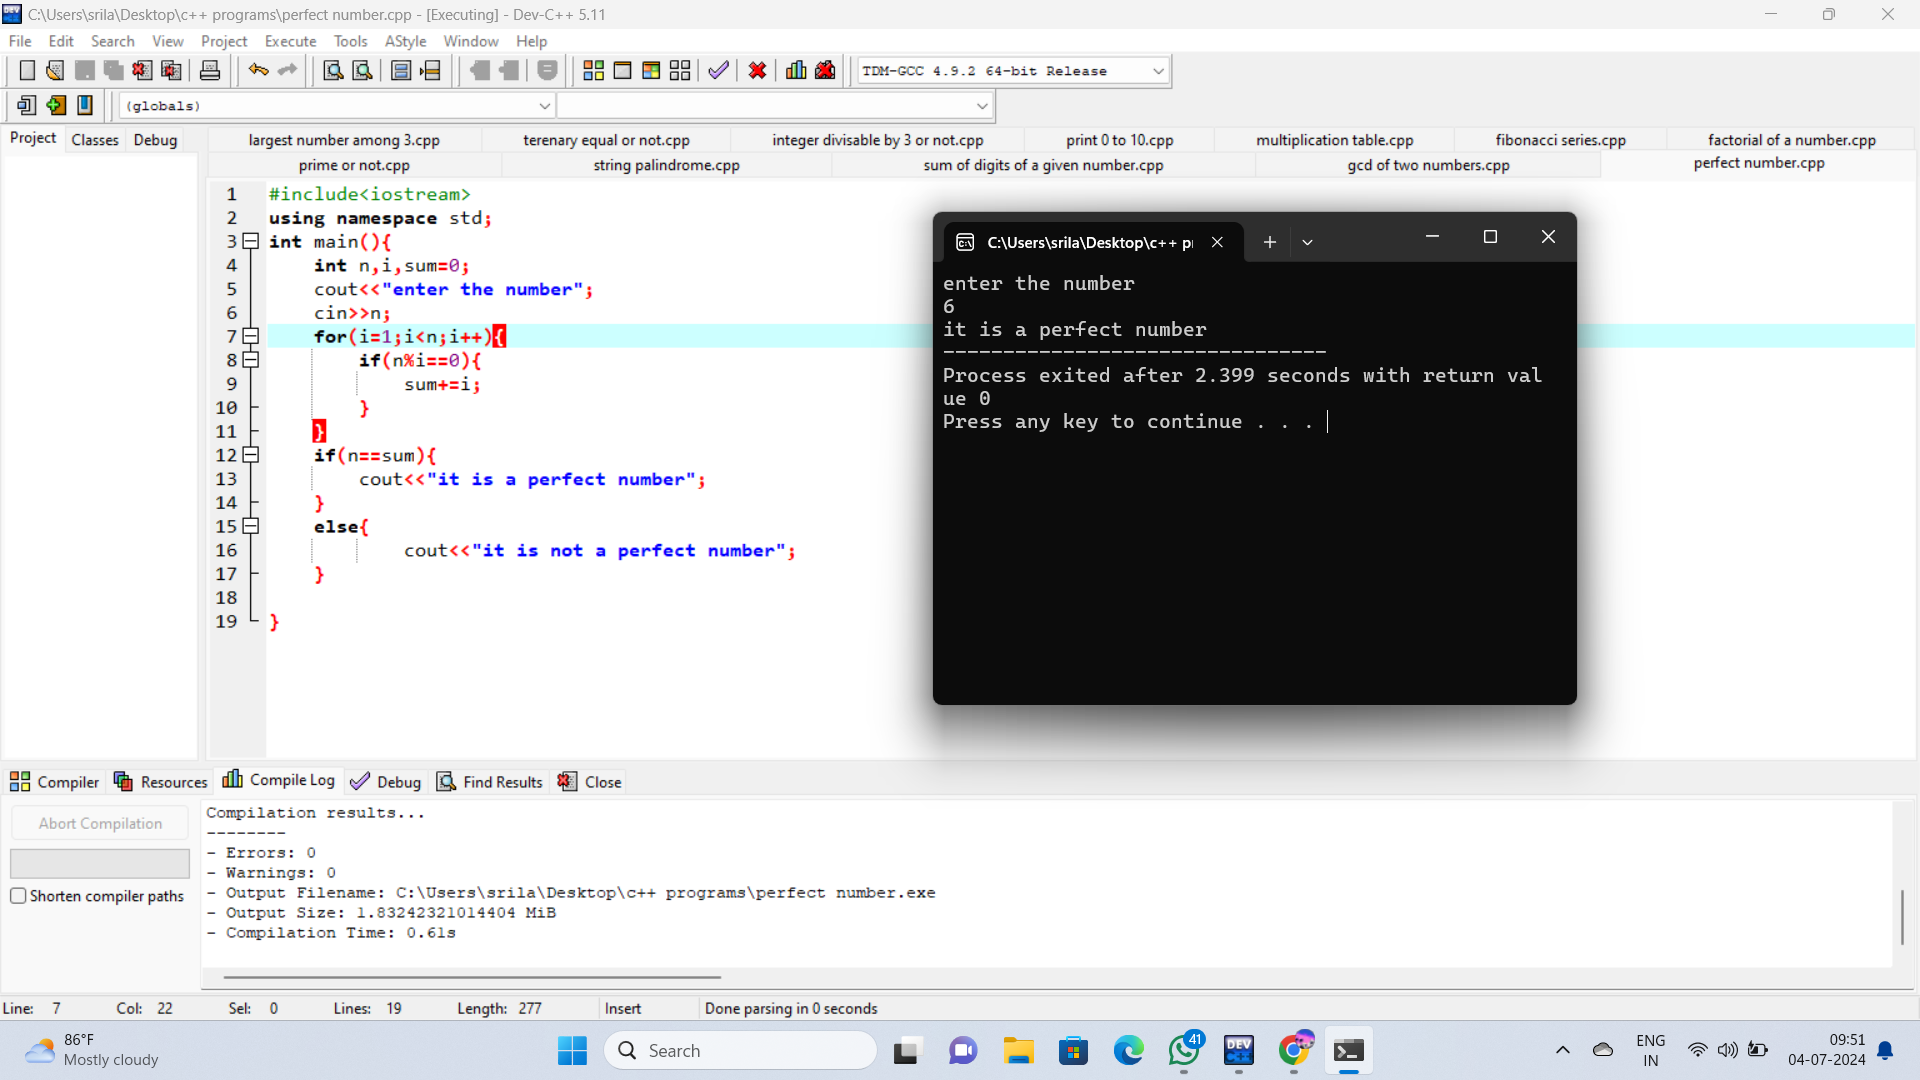 C:\Users\srila\Desktop\c++ programs\perfect number.cpp - [Executing] - Dev-C++ 5.11
File Edit Search View Project Execute Tools AStyle Window Help
TDM-GCC 4.9.2 64-bit Release
(globals)
Project Classes Debug
largest number among 3.cpp terenary equal or not.cpp integer divisable by 3 or not.cpp print 0 to 10.cpp multiplication table.cpp fibonacci series.cpp factorial of a number.cpp
prime or not.cpp string palindrome.cpp sum of digits of a given number.cpp gcd of two numbers.cpp perfect number.cpp
1 #include<iostream>
2 using namespace std;
3 int main(){
4 int n,i,sum=0;
5 cout<<"enter the number";
6 cin>>n;
7 for(i=1;i<n;i++){
8 if(n%i==0){
9 sum+=i;
10 }
11 }
12 if(n==sum){
13 cout<<"it is a perfect number";
14 }
15 else{
16 cout<<"it is not a perfect number";
17 }
18
19 }
C:\Users\srila\Desktop\c++ pr
enter the number
6
it is a perfect number
--------------------------------
Process exited after 2.399 seconds with return val
ue 0
Press any key to continue . . .
Compiler Resources Compile Log Debug Find Results Close
Abort Compilation
Shorten compiler paths
Compilation results...
--------
- Errors: 0
- Warnings: 0
- Output Filename: C:\Users\srila\Desktop\c++ programs\perfect number.exe
- Output Size: 1.83242321014404 MiB
- Compilation Time: 0.61s
Line: 7 Col: 22 Sel: 0 Lines: 19 Length: 277 Insert Done parsing in 0 seconds
86°F
Mostly cloudy
Search
41
DEV
C++
ENG
IN
09:51
04-07-2024